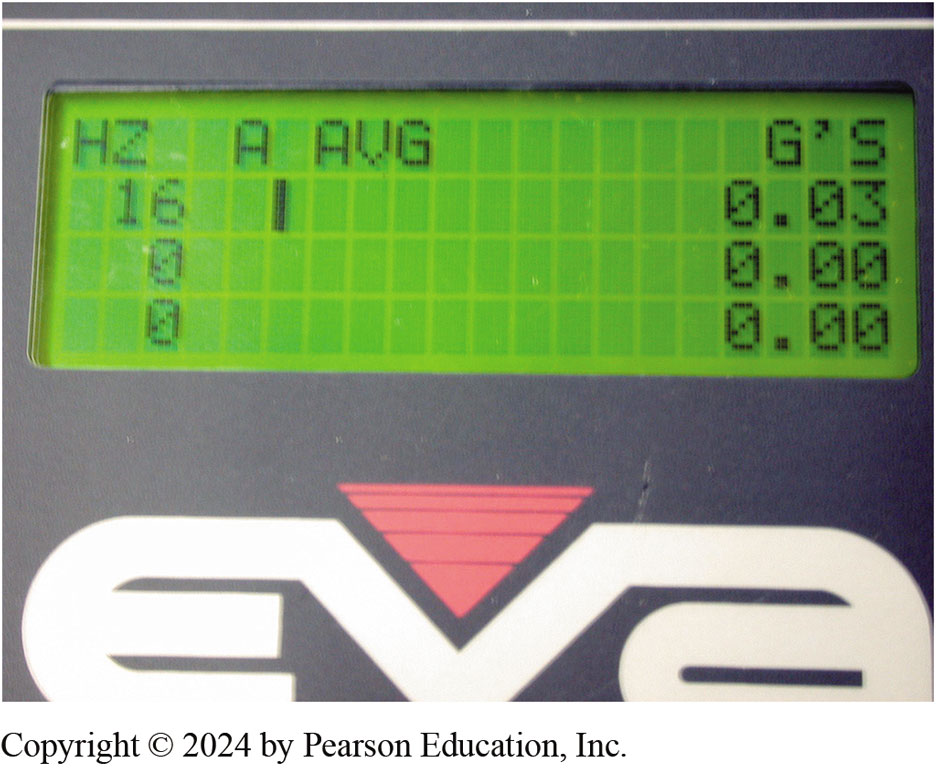 HZ A AVG G'S
16 0.03
0 0.00
0 0.00
eva
Copyright © 2024 by Pearson Education, Inc.